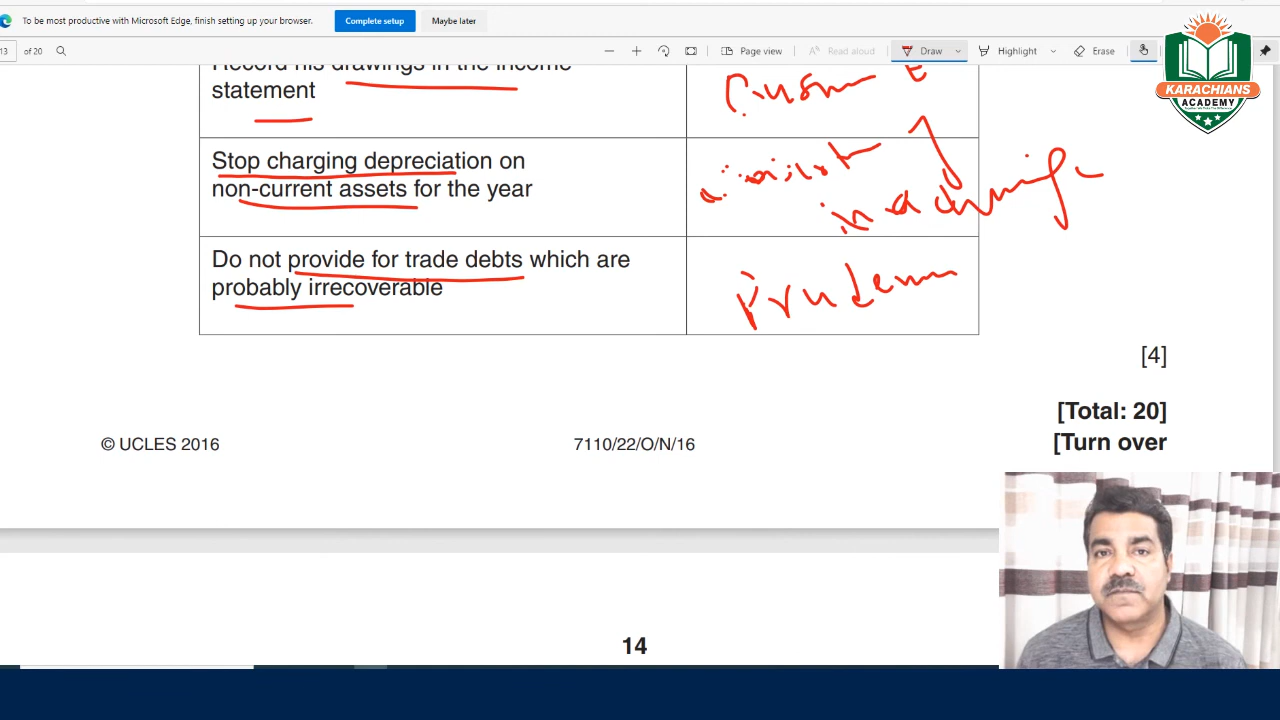 To be most productive with Microsoft Edge, finish setting up your browser.
Complete setup
Maybe later
13
of 20
Page view
Read aloud
Draw
Highlight
Erase
KARACHIANS
ACADEMY
Record his drawings in the income
statement
Stop charging depreciation on
non-current assets for the year
Do not provide for trade debts which are
probably irrecoverable
[4]
[Total: 20]
© UCLES 2016
7110/22/O/N/16
[Turn over
14